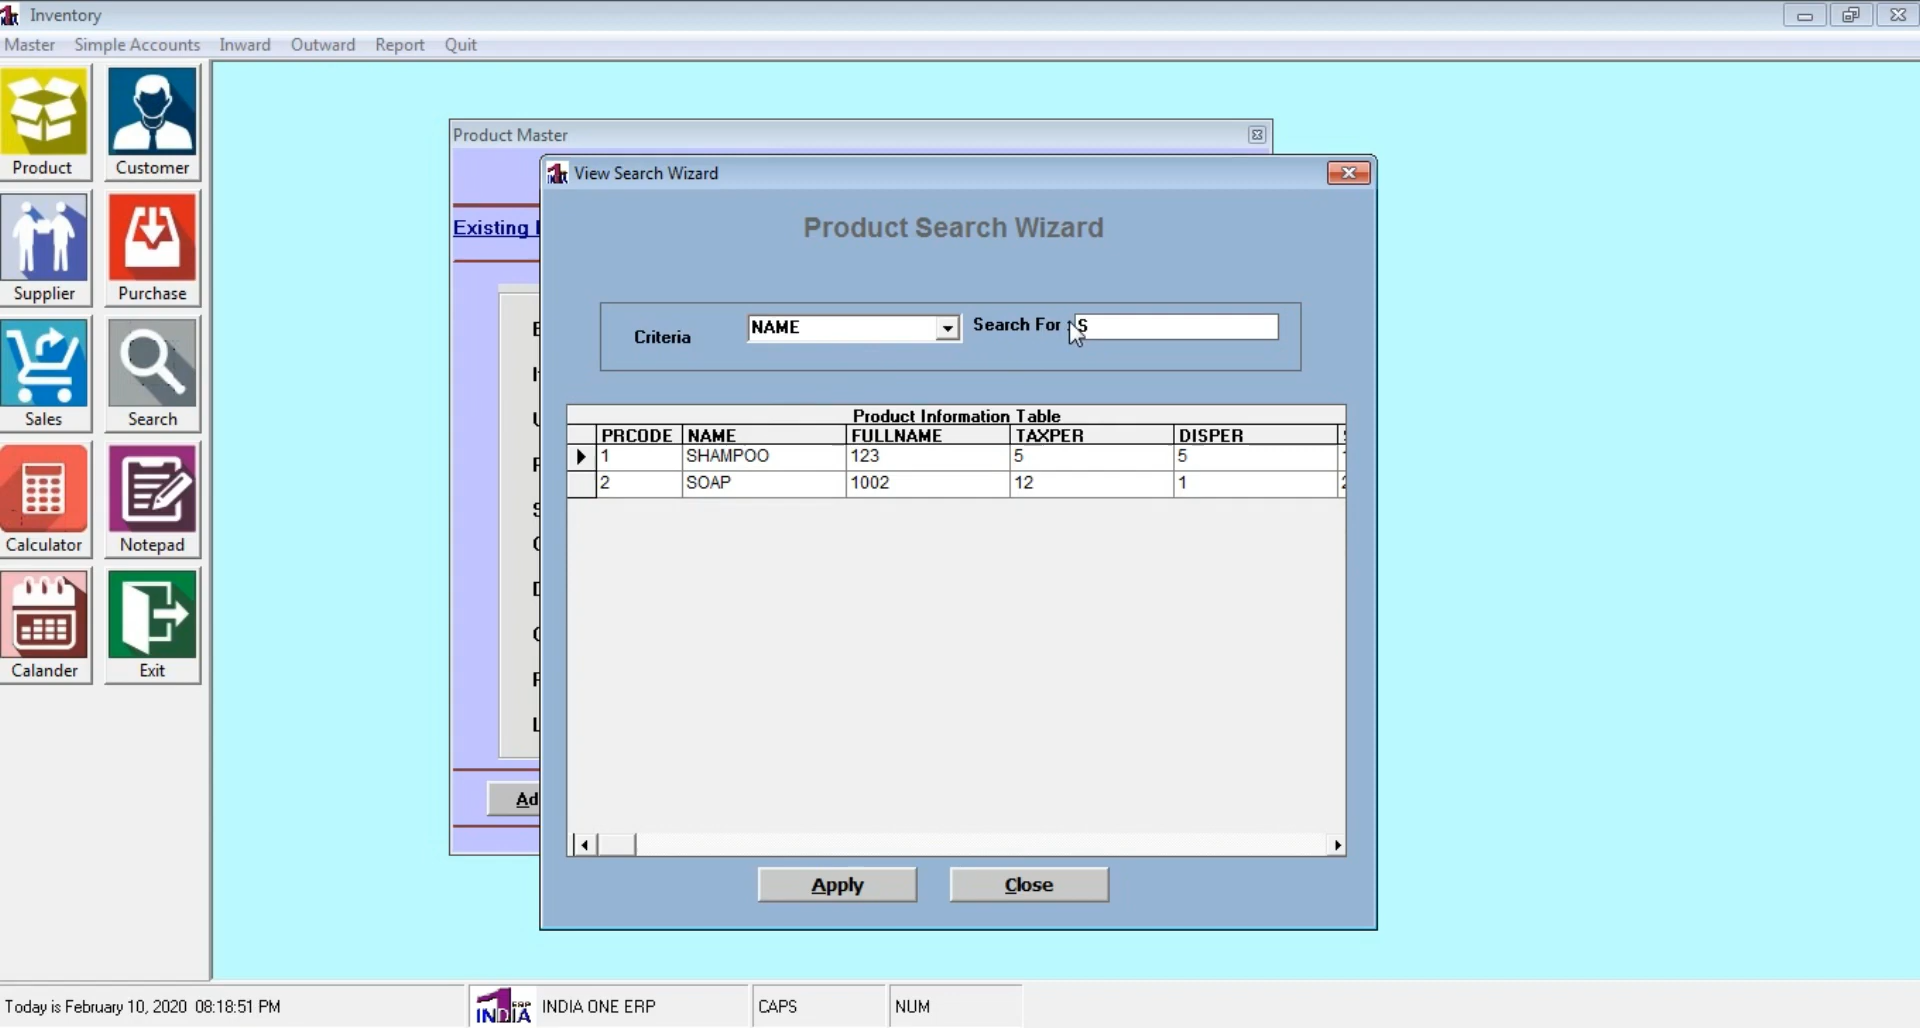 Inventory
Master Simple Accounts Inward Outward Report Quit
Product Customer
Supplier Purchase
Sales Search
Calculator Notepad
Calander Exit
Product Master
Existing
View Search Wizard
Product Search Wizard
Criteria NAME Search For : S
Product Information Table
PRCODE NAME FULLNAME TAXPER DISPER
1 SHAMPOO 123 5 5
2 SOAP 1002 12 1
Ad
Apply Close
Today is February 10, 2020 08:18:51 PM INDIA ONE ERP CAPS NUM